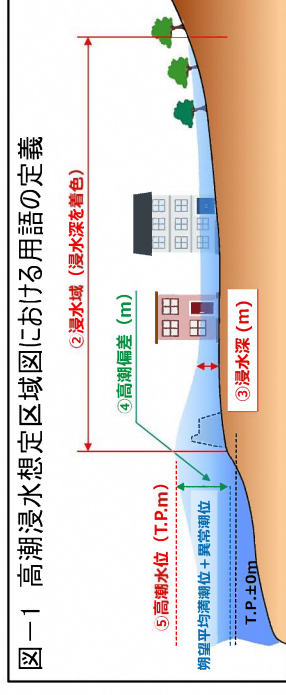 図－1 高潮浸水想定区域図における用語の定義
②浸水域（浸水深を着色）
④高潮偏差（m）
⑤高潮水位（T.P.m）
③浸水深（m）
朔望平均満潮位＋異常潮位
T.P.±0m